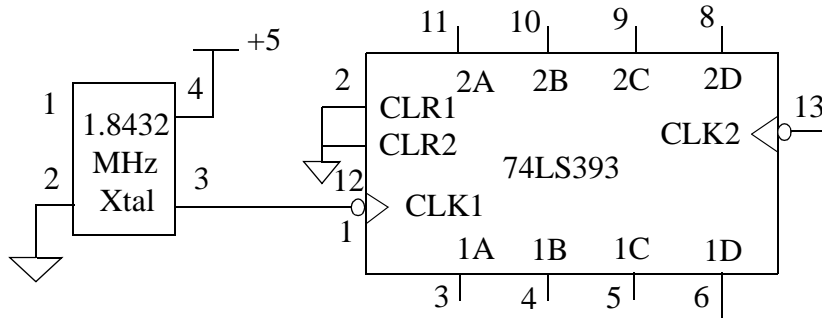 11 10 9 8
+5
2A 2B 2C 2D
1 4 2
1.8432
MHz
Xtal
CLR1
CLR2
CLK2 13
74LS393
2 3 12
CLK1
1
1A 1B 1C 1D
3 4 5 6